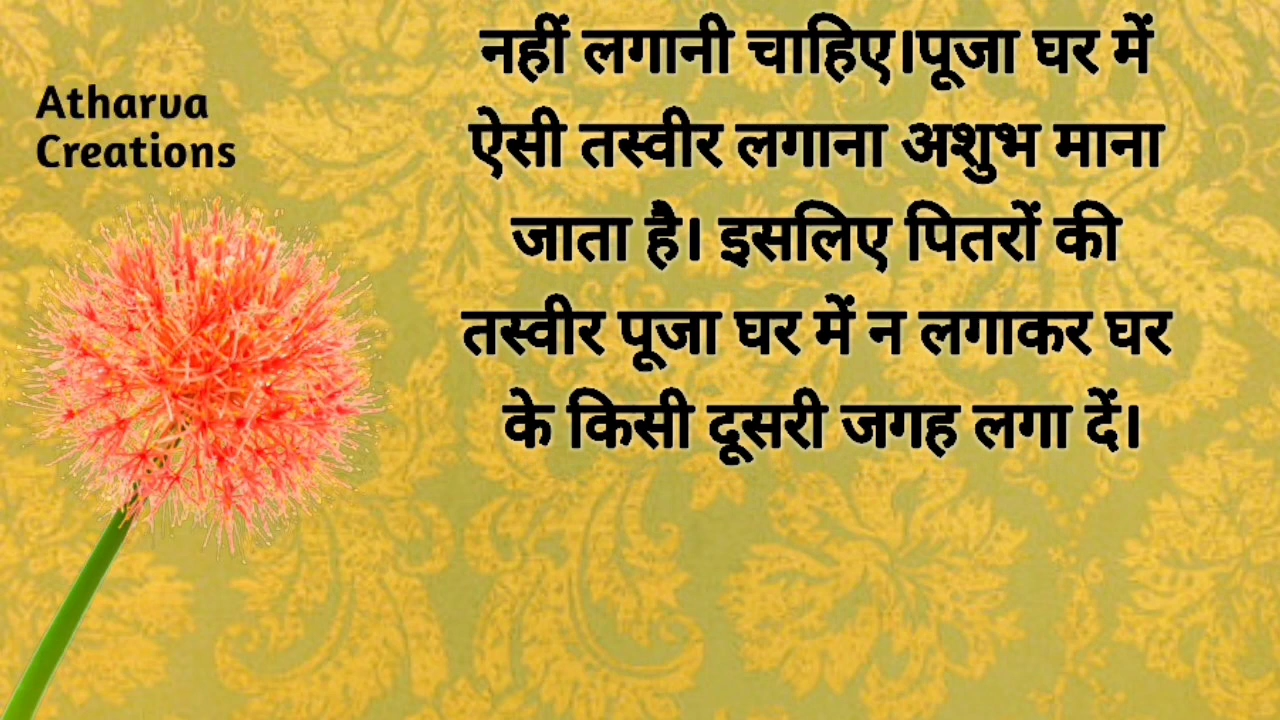 Atharva
Creations
नहीं लगानी चाहिए।पूजा घर में
ऐसी तस्वीर लगाना अशुभ माना
जाता है। इसलिए पितरों की
तस्वीर पूजा घर में न लगाकर घर
के किसी दूसरी जगह लगा दें।